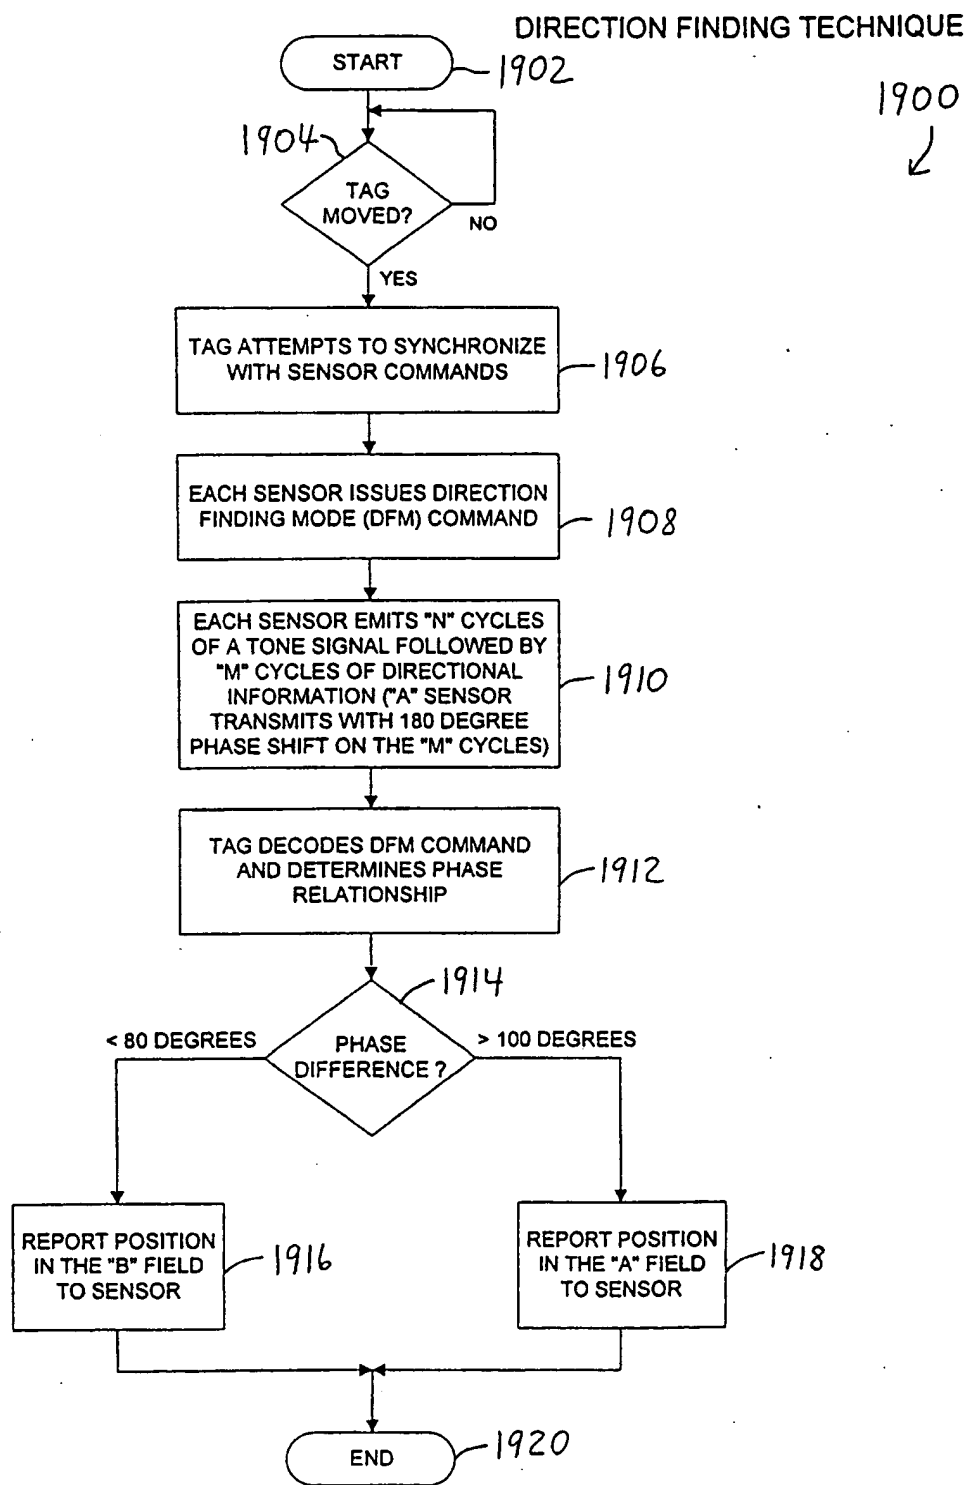 DIRECTION FINDING TECHNIQUE
START
1902
1900
1904
TAG
MOVED?
NO
YES
TAG ATTEMPTS TO SYNCHRONIZE
WITH SENSOR COMMANDS
1906
EACH SENSOR ISSUES DIRECTION
FINDING MODE (DFM) COMMAND
1908
EACH SENSOR EMITS "N" CYCLES
OF A TONE SIGNAL FOLLOWED BY
"M" CYCLES OF DIRECTIONAL
INFORMATION ("A" SENSOR
TRANSMITS WITH 180 DEGREE
PHASE SHIFT ON THE "M" CYCLES)
1910
TAG DECODES DFM COMMAND
AND DETERMINES PHASE
RELATIONSHIP
1912
1914
< 80 DEGREES
PHASE
DIFFERENCE ?
> 100 DEGREES
REPORT POSITION
IN THE "B" FIELD
TO SENSOR
1916
REPORT POSITION
IN THE "A" FIELD
TO SENSOR
1918
END
1920